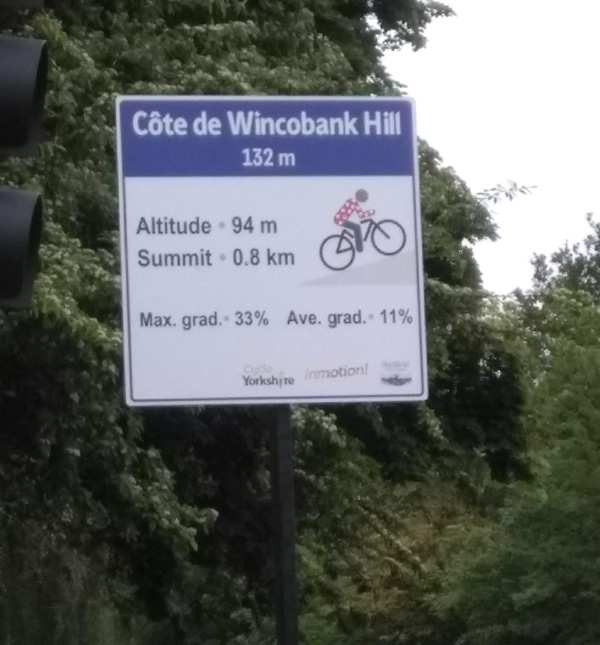 Côte de Wincobank Hill
132 m
Altitude • 94 m
Summit • 0.8 km
Max. grad.• 33% Ave. grad.• 11%
Cycle
Yorkshire
inmotion!